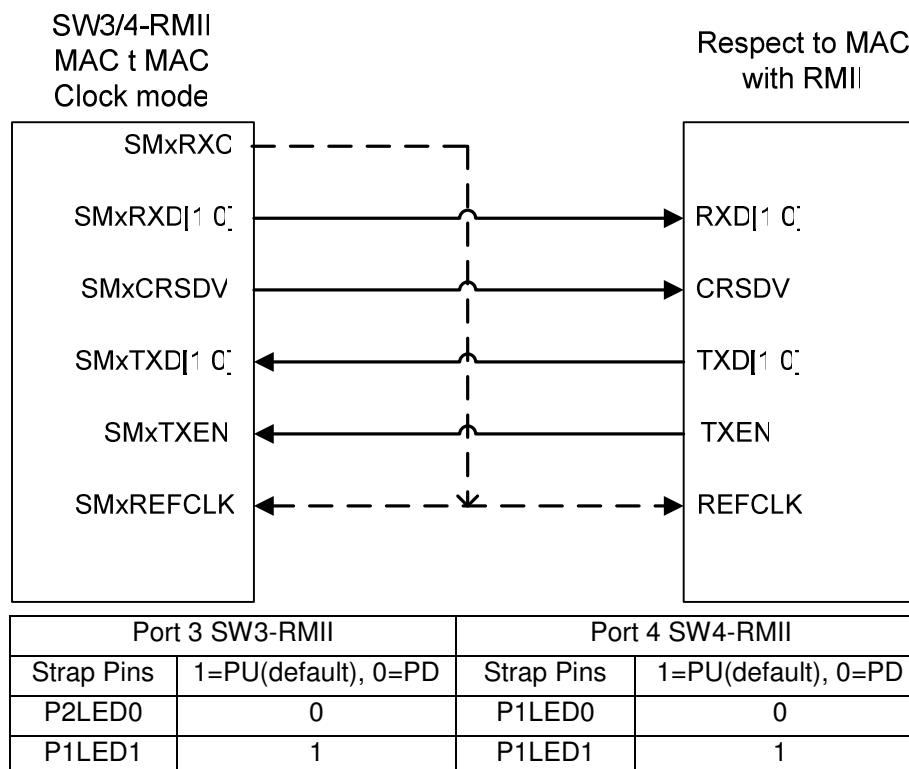 SW3/4-RMII
MAC t MAC
Clock mode
Respect to MAC
with RMII
SMxRXC
SMxRXD[1 0]
RXD[1 0]
SMxCRSDV
CRSDV
SMxTXD[1 0]
TXD[1 0]
SMxTXEN
TXEN
SMxREFCLK
REFCLK
Port 3 SW3-RMII Port 4 SW4-RMII
Strap Pins 1=PU(default), 0=PD Strap Pins 1=PU(default), 0=PD
P2LED0 0 P1LED0 0
P1LED1 1 P1LED1 1